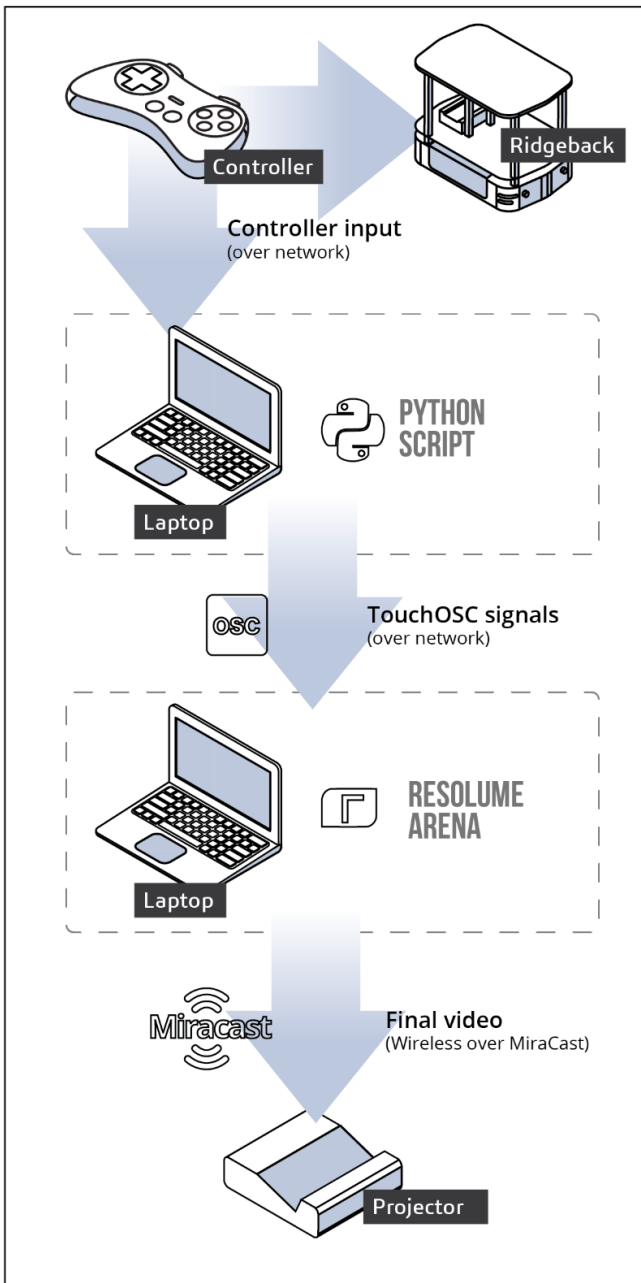 Controller
Ridgeback
Controller input
(over network)
PYTHON
SCRIPT
Laptop
OSC
TouchOSC signals
(over network)
RESOLUME
ARENA
Laptop
Miracast
Final video
(Wireless over MiraCast)
Projector